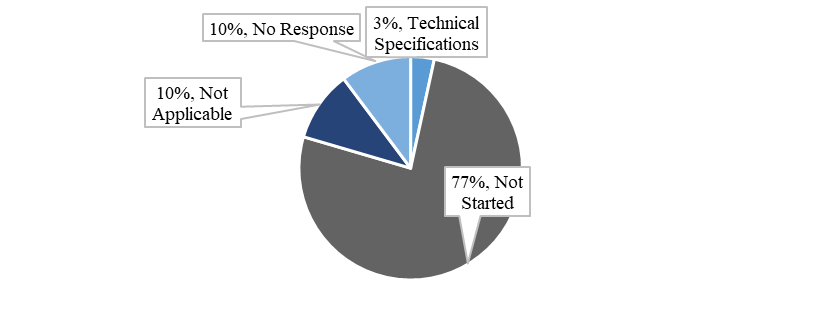 10%, No Response
3%, Technical
Specifications
10%, Not
Applicable
77%, Not
Started